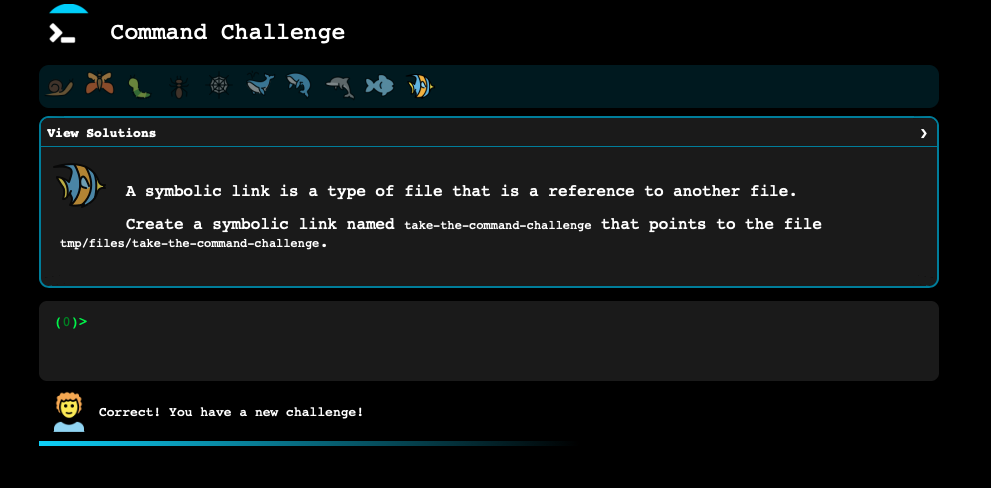 Command Challenge
View Solutions ❯
A symbolic link is a type of file that is a reference to another file.
Create a symbolic link named take-the-command-challenge that points to the file
tmp/files/take-the-command-challenge.
(0)>
Correct! You have a new challenge!